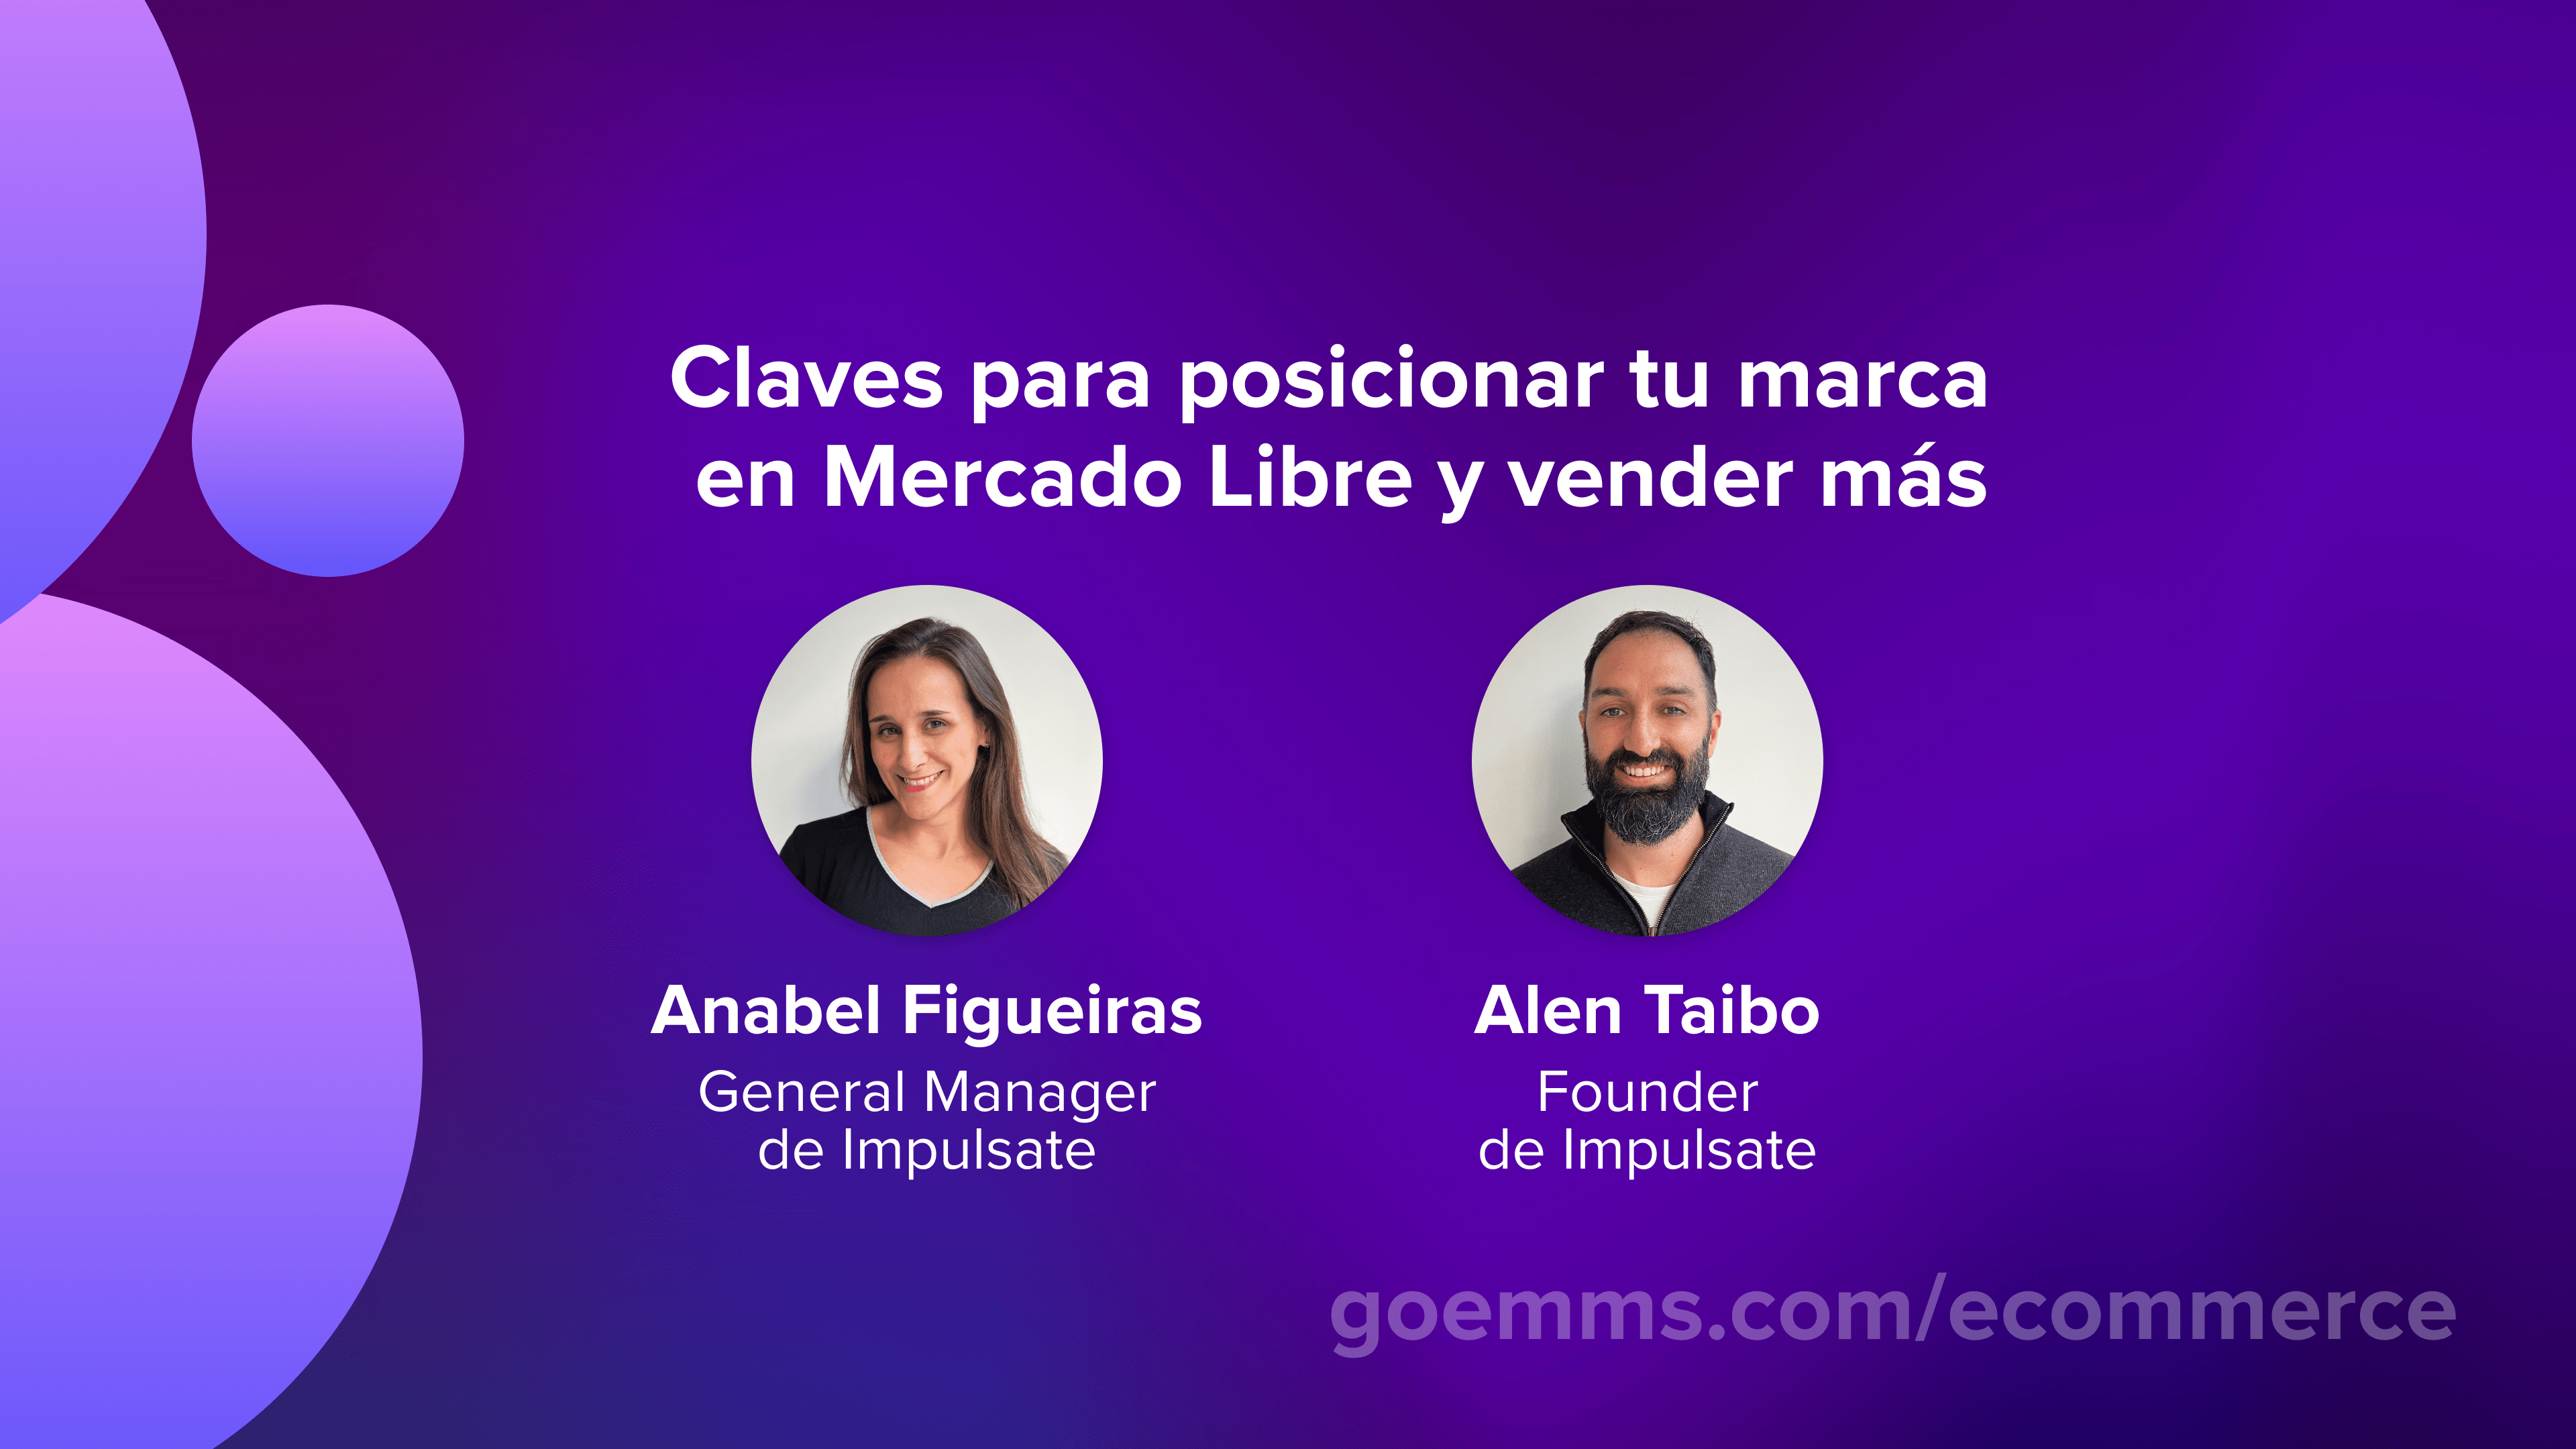 Claves para posicionar tu marca
en Mercado Libre y vender más
Anabel Figueiras
General Manager
de Impulsate
Alen Taibo
Founder
de Impulsate
goemms.com/ecommerce